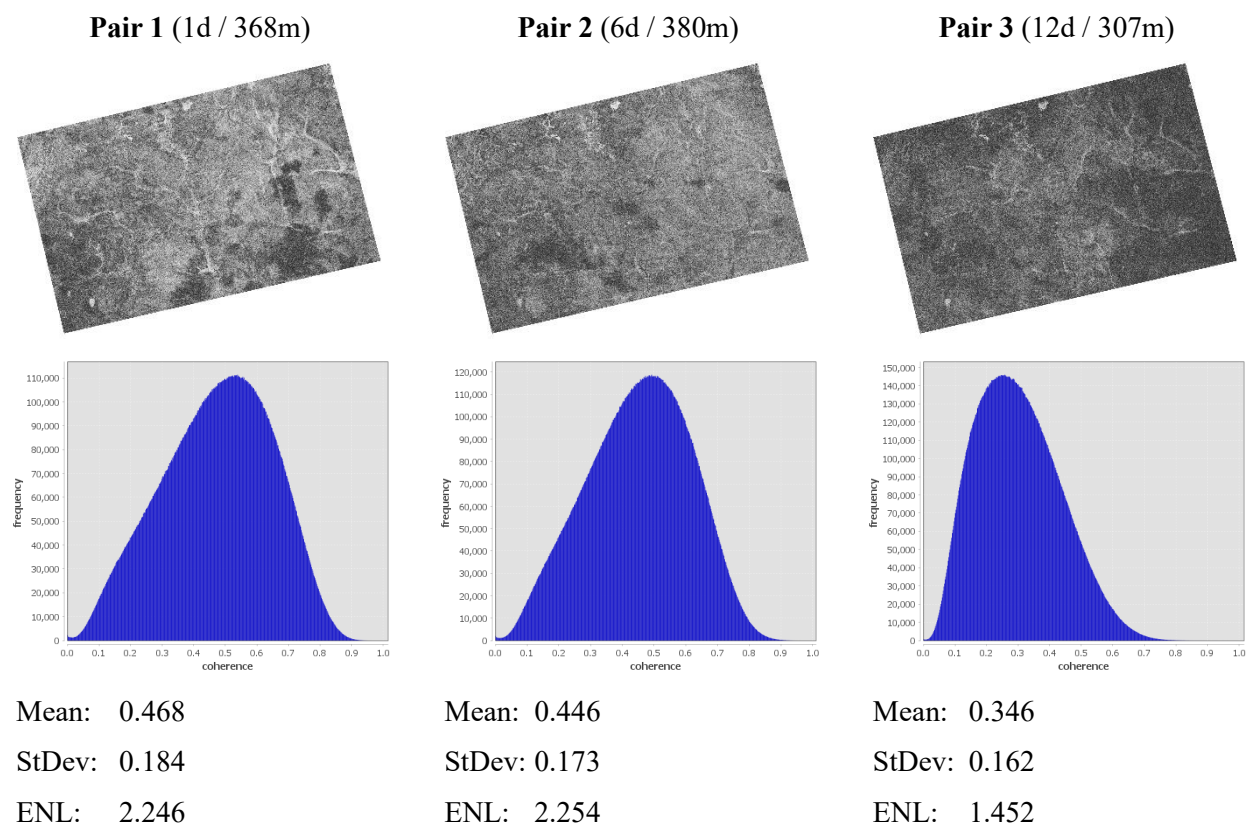 Pair 1 (1d / 368m)
Pair 2 (6d / 380m)
Pair 3 (12d / 307m)
110,000
100,000
90,000
80,000
70,000
60,000
50,000
40,000
30,000
20,000
10,000
0
frequency
0.0 0.1 0.2 0.3 0.4 0.5 0.6 0.7 0.8 0.9 1.0
coherence
120,000
110,000
100,000
90,000
80,000
70,000
60,000
50,000
40,000
30,000
20,000
10,000
0
frequency
0.0 0.1 0.2 0.3 0.4 0.5 0.6 0.7 0.8 0.9 1.0
coherence
150,000
140,000
130,000
120,000
110,000
100,000
90,000
80,000
70,000
60,000
50,000
40,000
30,000
20,000
10,000
0
frequency
0.0 0.1 0.2 0.3 0.4 0.5 0.6 0.7 0.8 0.9 1.0
coherence
Mean: 0.468
StDev: 0.184
ENL: 2.246
Mean: 0.446
StDev: 0.173
ENL: 2.254
Mean: 0.346
StDev: 0.162
ENL: 1.452